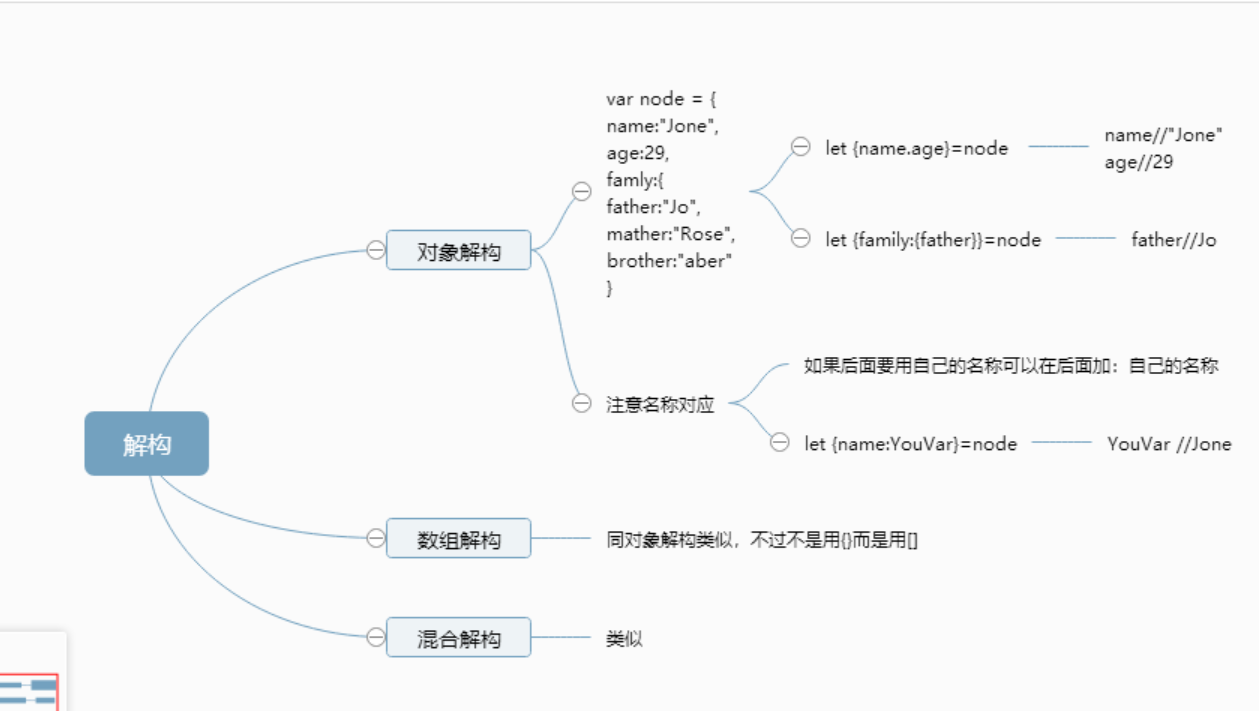 var node = {
name:"Jone",
age:29,
famly:{
father:"Jo",
mather:"Rose",
brother:"aber"
}
let {name.age}=node
name//"Jone"
age//29
let {family:{father}}=node
father//Jo
对象解构
如果后面要用自己的名称可以在后面加：自己的名称
注意名称对应
let {name:YouVar}=node
YouVar //Jone
解构
数组解构
同对象解构类似，不过不是用{}而是用[]
混合解构
类似